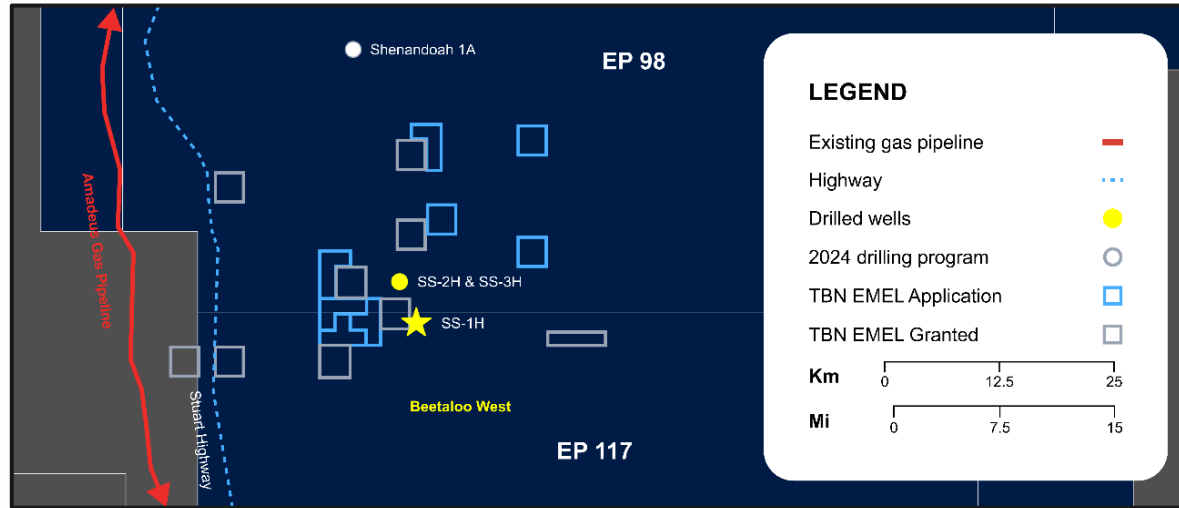 Shenandoah 1A
EP 98
Amadeus Gas Pipeline
SS-2H & SS-3H
SS-1H
Stuart Highway
Beetaloo West
EP 117
LEGEND
Existing gas pipeline
Highway
Drilled wells
2024 drilling program
TBN EMEL Application
TBN EMEL Granted
Km
0 12.5 25
Mi
0 7.5 15